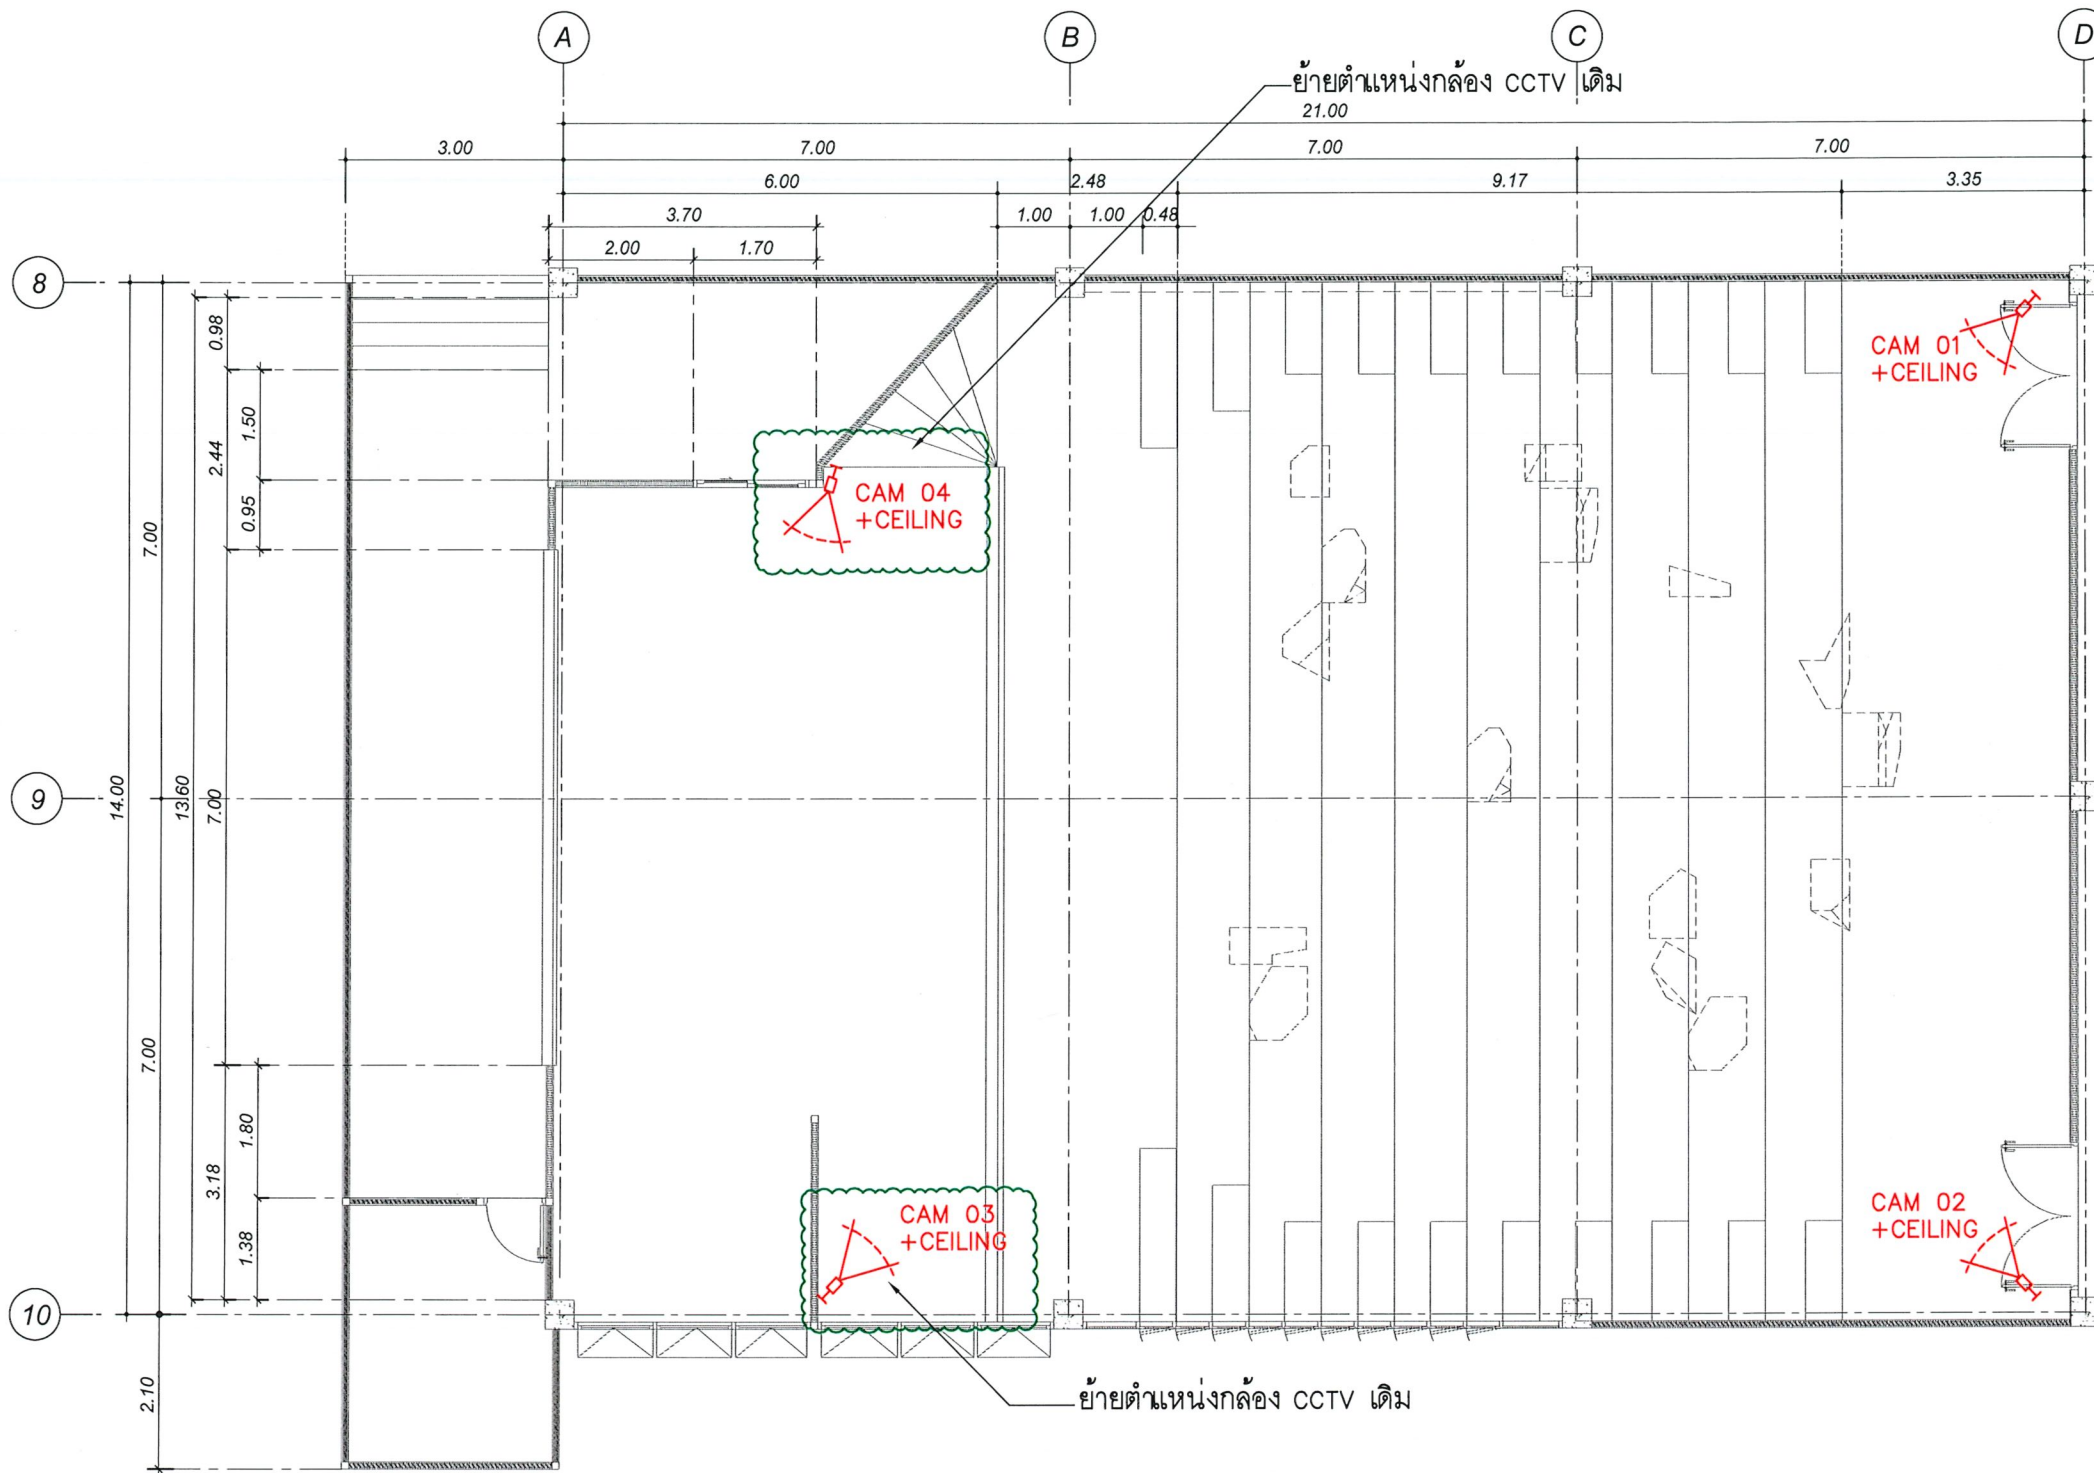 A
B
C
D
ย้ายตำแหน่งกล้อง CCTV เดิม
21.00
3.00
7.00
7.00
7.00
6.00
2.48
9.17
3.35
3.70
1.00
1.00
0.48
2.00
1.70
8
0.98
CAM 01
+CEILING
1.50
2.44
0.95
CAM 04
+CEILING
7.00
9
14.00
13.60
7.00
7.00
1.80
3.18
CAM 03
+CEILING
CAM 02
+CEILING
1.38
10
2.10
ย้ายตำแหน่งกล้อง CCTV เดิม